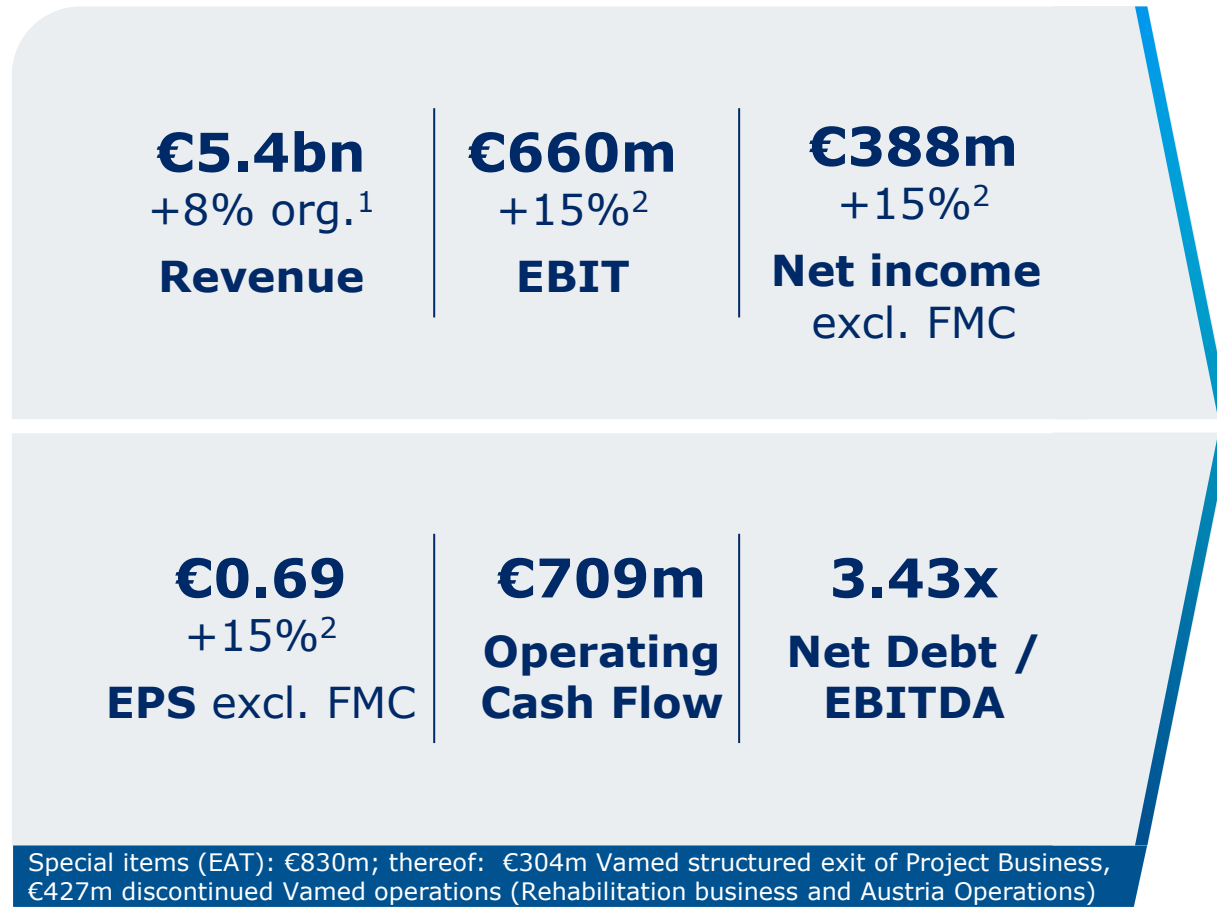 €5.4bn
+8% org.¹
Revenue
€660m
+15%²
EBIT
€388m
+15%²
Net income
excl. FMC
€0.69
+15%²
EPS excl. FMC
€709m
Operating
Cash Flow
3.43x
Net Debt /
EBITDA
Special items (EAT): €830m; thereof: €304m Vamed structured exit of Project Business,
€427m discontinued Vamed operations (Rehabilitation business and Austria Operations)